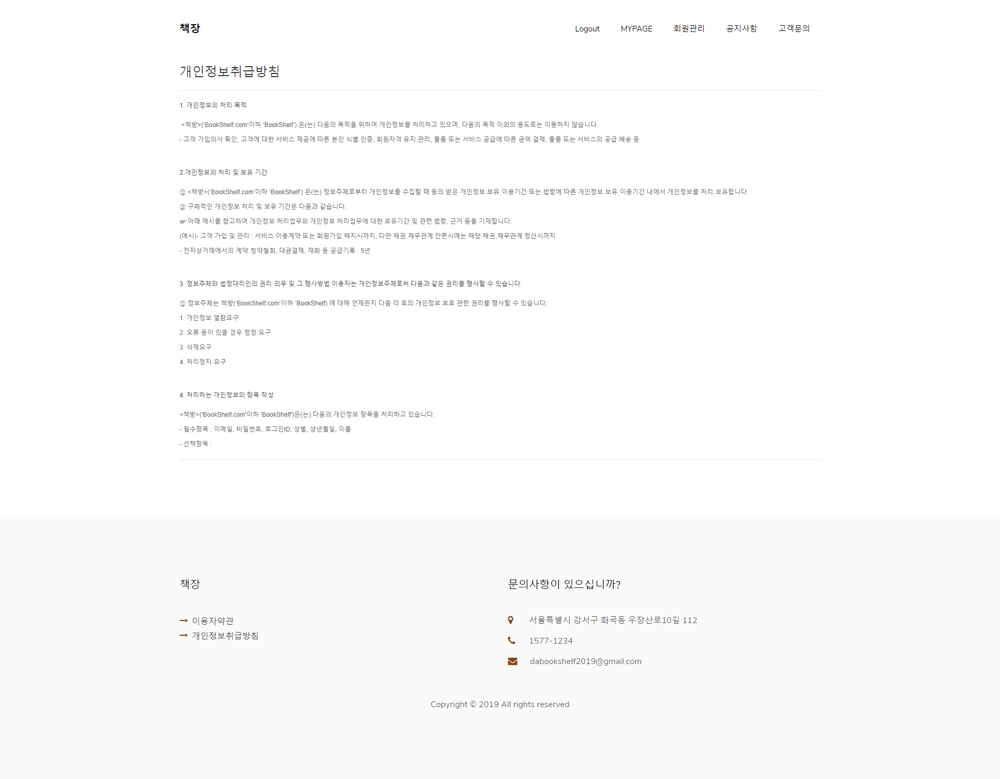 책장
Logout MYPAGE 회원관리 공지사항 고객문의
개인정보취급방침
1. 개인정보의 처리 목적
<책방>(‘BookShelf.com’이하 ‘BookShelf’) 은(는) 다음의 목적을 위하여 개인정보를 처리하고 있으며, 다음의 목적 이외의 용도로는 이용하지 않습니다.
- 고객 가입의사 확인, 고객에 대한 서비스 제공에 따른 본인 식별.인증, 회원자격 유지.관리, 물품 또는 서비스 공급에 따른 금액 결제, 물품 또는 서비스의 공급.배송 등
2.개인정보의 처리 및 보유 기간
① <책방>(‘BookShelf.com’이하 ‘BookShelf’) 은(는) 정보주체로부터 개인정보를 수집할 때 동의 받은 개인정보 보유.이용기간 또는 법령에 따른 개인정보 보유.이용기간 내에서 개인정보를 처리.보유합니다.
② 구체적인 개인정보 처리 및 보유 기간은 다음과 같습니다.
☞ 아래 예시를 참고하여 개인정보 처리업무와 개인정보 처리업무에 대한 보유기간 및 관련 법령, 근거 등을 기재합니다.
(예시)- 고객 가입 및 관리 : 서비스 이용계약 또는 회원가입 해지시까지, 다만 채권.채무관계 잔존시에는 해당 채권.채무관계 정산시까지
- 전자상거래에서의 계약.청약철회, 대금결제, 재화 등 공급기록 : 5년
3. 정보주체와 법정대리인의 권리·의무 및 그 행사방법 이용자는 개인정보주체로써 다음과 같은 권리를 행사할 수 있습니다.
① 정보주체는 책방(‘BookShelf.com’이하 ‘BookShelf) 에 대해 언제든지 다음 각 호의 개인정보 보호 관련 권리를 행사할 수 있습니다.
1. 개인정보 열람요구
2. 오류 등이 있을 경우 정정 요구
3. 삭제요구
4. 처리정지 요구
4. 처리하는 개인정보의 항목 작성
<책방>('BookShelf.com'이하 'BookShelf')은(는) 다음의 개인정보 항목을 처리하고 있습니다.
- 필수항목 : 이메일, 비밀번호, 로그인ID, 성별, 생년월일, 이름
- 선택항목 :
책장
→ 이용자약관
→ 개인정보취급방침
문의사항이 있으십니까?
서울특별시 강서구 화곡동 우장산로10길 112
1577-1234
dabookshelf2019@gmail.com
Copyright © 2019 All rights reserved